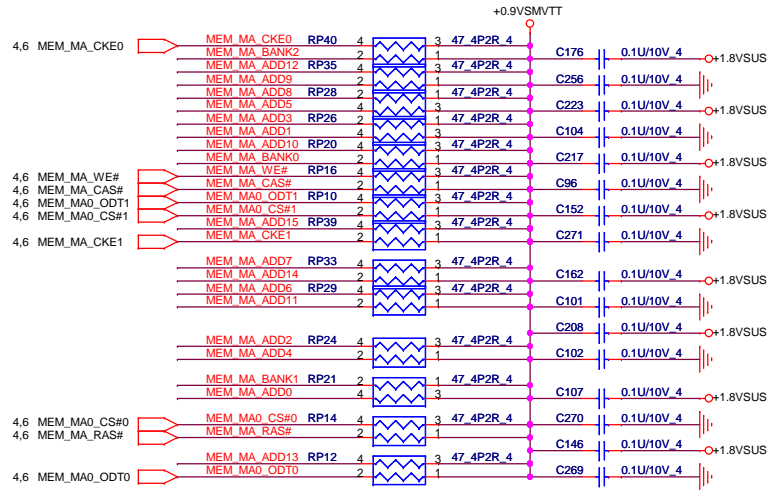 +0.9VSMVTT
4,6 MEM_MA_CKE0 MEM_MA_CKE0 RP40 4 3 47_4P2R_4
MEM_MA_BANK2 2 1 C176 0.1U/10V_4 +1.8VSUS
MEM_MA_ADD12 RP35 4 3 47_4P2R_4
MEM_MA_ADD9 2 1 C256 0.1U/10V_4
MEM_MA_ADD8 RP28 2 1 47_4P2R_4
MEM_MA_ADD5 4 3 C223 0.1U/10V_4 +1.8VSUS
MEM_MA_ADD3 RP26 2 1 47_4P2R_4
MEM_MA_ADD1 4 3 C104 0.1U/10V_4
MEM_MA_ADD10 RP20 4 3 47_4P2R_4
MEM_MA_BANK0 2 1 C217 0.1U/10V_4 +1.8VSUS
4,6 MEM_MA_WE# MEM_MA_WE# RP16 4 3 47_4P2R_4
4,6 MEM_MA_CAS# MEM_MA_CAS# 2 1 C96 0.1U/10V_4
4,6 MEM_MA0_ODT1 MEM_MA0_ODT1 RP10 4 3 47_4P2R_4
4,6 MEM_MA0_CS#1 MEM_MA0_CS#1 2 1 C152 0.1U/10V_4 +1.8VSUS
MEM_MA_ADD15 RP39 4 3 47_4P2R_4
4,6 MEM_MA_CKE1 MEM_MA_CKE1 2 1 C271 0.1U/10V_4
MEM_MA_ADD7 RP33 4 3 47_4P2R_4
MEM_MA_ADD14 2 1 C162 0.1U/10V_4 +1.8VSUS
MEM_MA_ADD6 RP29 4 3 47_4P2R_4
MEM_MA_ADD11 2 1 C101 0.1U/10V_4
C208 0.1U/10V_4 +1.8VSUS
MEM_MA_ADD2 RP24 4 3 47_4P2R_4
MEM_MA_ADD4 2 1 C102 0.1U/10V_4
MEM_MA_BANK1 RP21 2 1 47_4P2R_4
MEM_MA_ADD0 4 3 C107 0.1U/10V_4 +1.8VSUS
4,6 MEM_MA0_CS#0 MEM_MA0_CS#0 RP14 4 3 47_4P2R_4 C270 0.1U/10V_4
4,6 MEM_MA_RAS# MEM_MA_RAS# 2 1
C146 0.1U/10V_4 +1.8VSUS
MEM_MA_ADD13 RP12 4 3 47_4P2R_4
4,6 MEM_MA0_ODT0 MEM_MA0_ODT0 2 1 C269 0.1U/10V_4